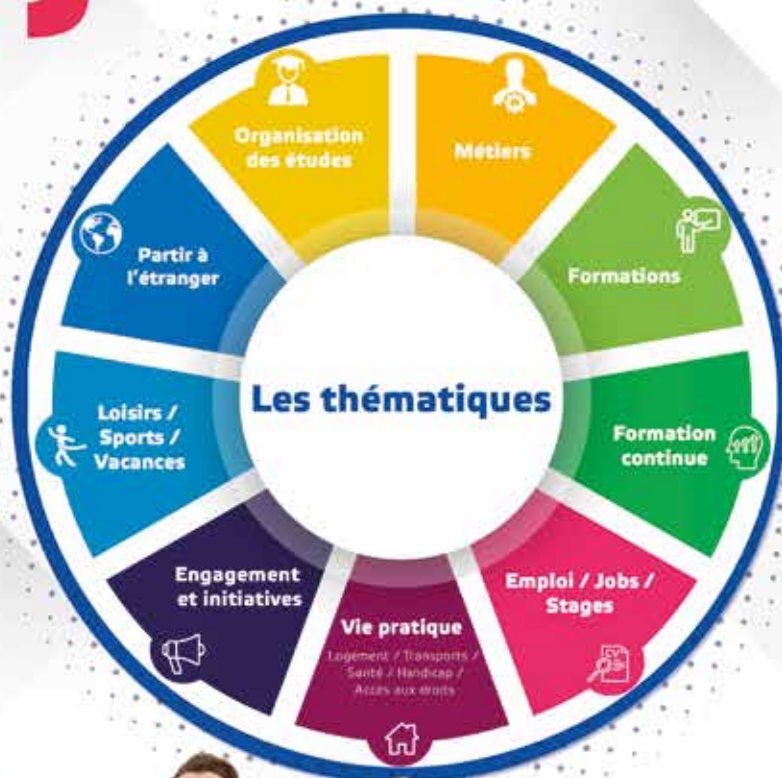 Organisation
des études
Métiers
Partir à
l'étranger
Formations
Les thématiques
Loisirs /
Sports /
Vacances
Formation
continue
Engagement
et initiatives
Emploi / Jobs /
Stages
Vie pratique
Logement / Transports /
Santé / Handicap /
Accès aux droits
CV